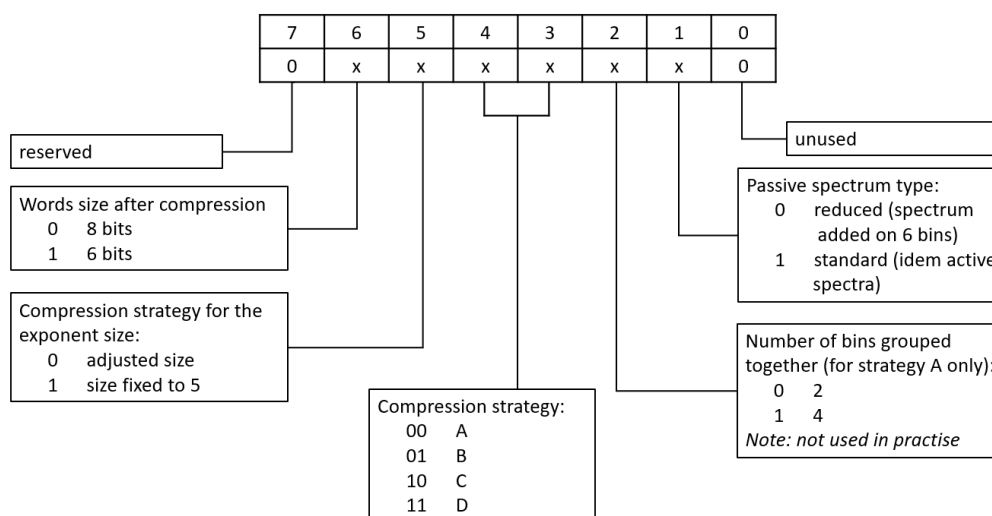 7 6 5 4 3 2 1 0
0 x x x x x x 0
reserved
unused
Words size after compression
0 8 bits
1 6 bits
Passive spectrum type:
0 reduced (spectrum
added on 6 bins)
1 standard (idem active
spectra)
Compression strategy for the
exponent size:
0 adjusted size
1 size fixed to 5
Number of bins grouped
together (for strategy A only):
0 2
1 4
Note: not used in practise
Compression strategy:
00 A
01 B
10 C
11 D